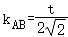 k_AB = t/(2√2)